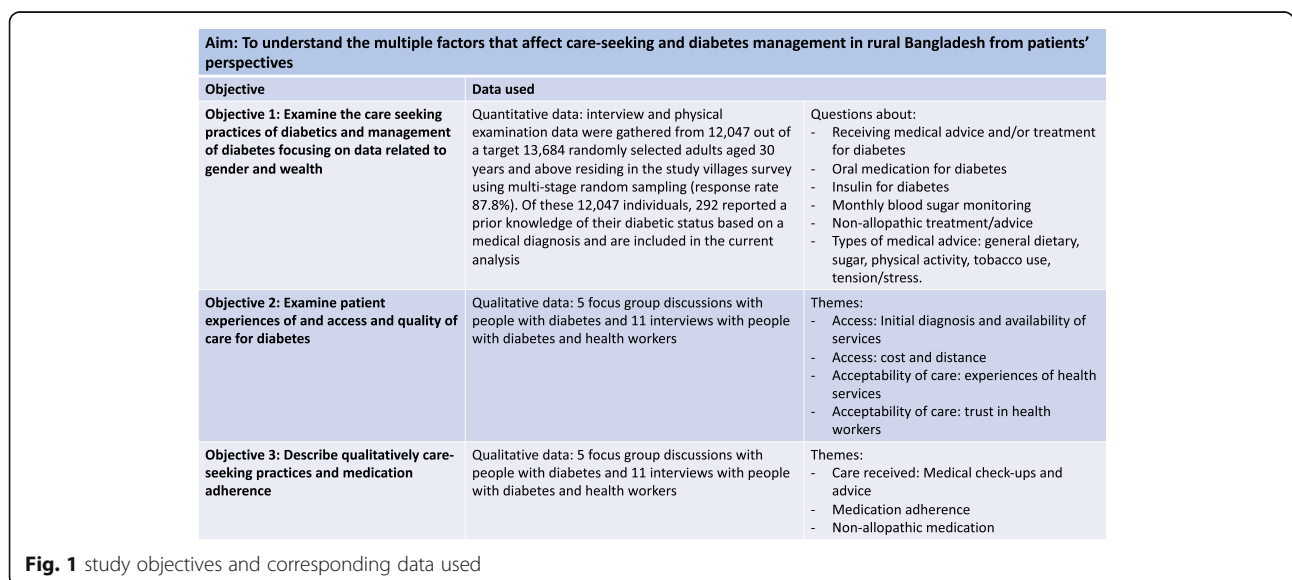 Aim: To understand the multiple factors that affect care-seeking and diabetes management in rural Bangladesh from patients'
perspectives
Objective
Data used
Objective 1: Examine the care seeking
practices of diabetics and management
of diabetes focusing on data related to
gender and wealth
Quantitative data: interview and physical
examination data were gathered from 12,047 out of
a target 13,684 randomly selected adults aged 30
years and above residing in the study villages survey
using multi-stage random sampling (response rate
87.8%). Of these 12,047 individuals, 292 reported a
prior knowledge of their diabetic status based on a
medical diagnosis and are included in the current
analysis
Questions about:
- Receiving medical advice and/or treatment
for diabetes
- Oral medication for diabetes
- Insulin for diabetes
- Monthly blood sugar monitoring
- Non-allopathic treatment/advice
- Types of medical advice: general dietary,
sugar, physical activity, tobacco use,
tension/stress.
Objective 2: Examine patient
experiences of and access and quality of
care for diabetes
Qualitative data: 5 focus group discussions with
people with diabetes and 11 interviews with people
with diabetes and health workers
Themes:
- Access: Initial diagnosis and availability of
services
- Access: cost and distance
- Acceptability of care: experiences of health
services
- Acceptability of care: trust in health
workers
Objective 3: Describe qualitatively care-
seeking practices and medication
adherence
Qualitative data: 5 focus group discussions with
people with diabetes and 11 interviews with people
with diabetes and health workers
Themes:
- Care received: Medical check-ups and
advice
- Medication adherence
- Non-allopathic medication
Fig. 1 study objectives and corresponding data used